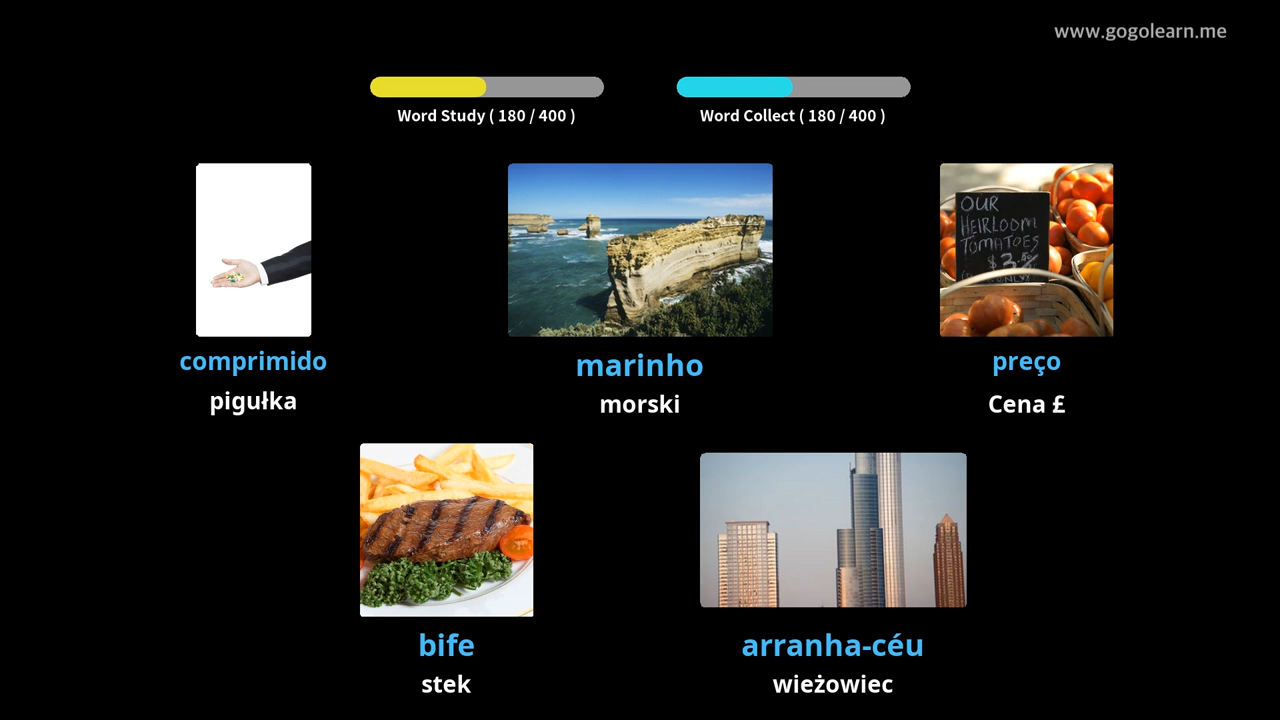 www.gogolearn.me
Word Study ( 180 / 400 )
Word Collect ( 180 / 400 )
OUR
HEIRLOOM
TOMATOES
$3.
comprimido
pigułka
marinho
morski
preço
Cena £
bife
stek
arranha-céu
wieżowiec